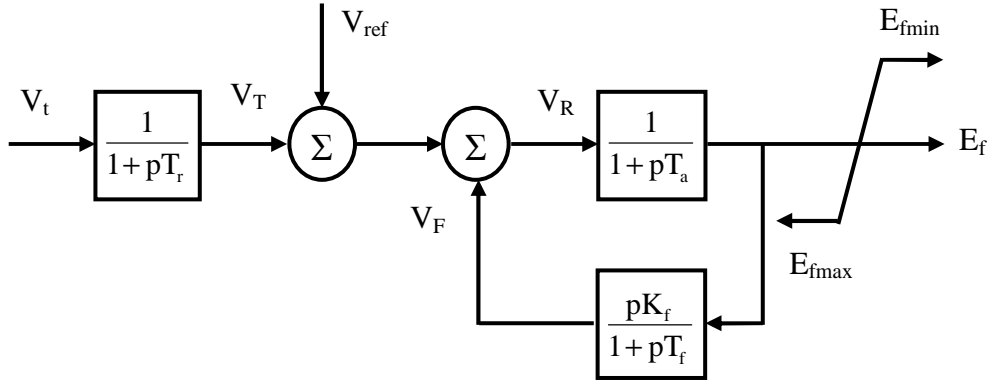 V_ref
E_fmin
V_t
1
1 + pT_r
V_T
Σ
Σ
V_R
1
1 + pT_a
E_f
V_F
E_fmax
pK_f
1 + pT_f